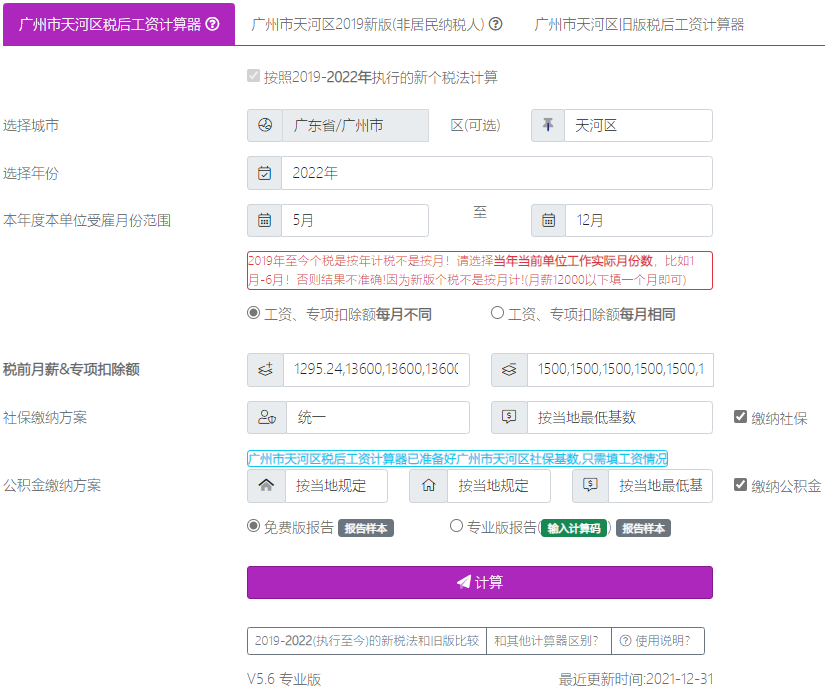 广州市天河区税后工资计算器 广州市天河区2019新版(非居民纳税人) 广州市天河区旧版税后工资计算器
按照2019-2022年执行的新个税法计算
选择城市 广东省/广州市 区(可选) 天河区
选择年份 2022年
本年度本单位受雇月份范围 5月 至 12月
2019年至今个税是按年计税不是按月！请选择当年当前单位工作实际月份数，比如1
月-6月！否则结果不准确!因为新版个税不是按月计!(月薪12000以下填一个月即可)
工资、专项扣除额每月不同 工资、专项扣除额每月相同
税前月薪&专项扣除额 1295.24,13600,13600,13600 1500,1500,1500,1500,1500,1
社保缴纳方案 统一 按当地最低基数 缴纳社保
广州市天河区税后工资计算器已准备好广州市天河区社保基数,只需填工资情况
公积金缴纳方案 按当地规定 按当地规定 按当地最低基 缴纳公积金
免费版报告 报告样本 专业版报告(输入计算码) 报告样本
计算
2019-2022(执行至今)的新税法和旧版比较 和其他计算器区别? 使用说明?
V5.6 专业版 最近更新时间:2021-12-31